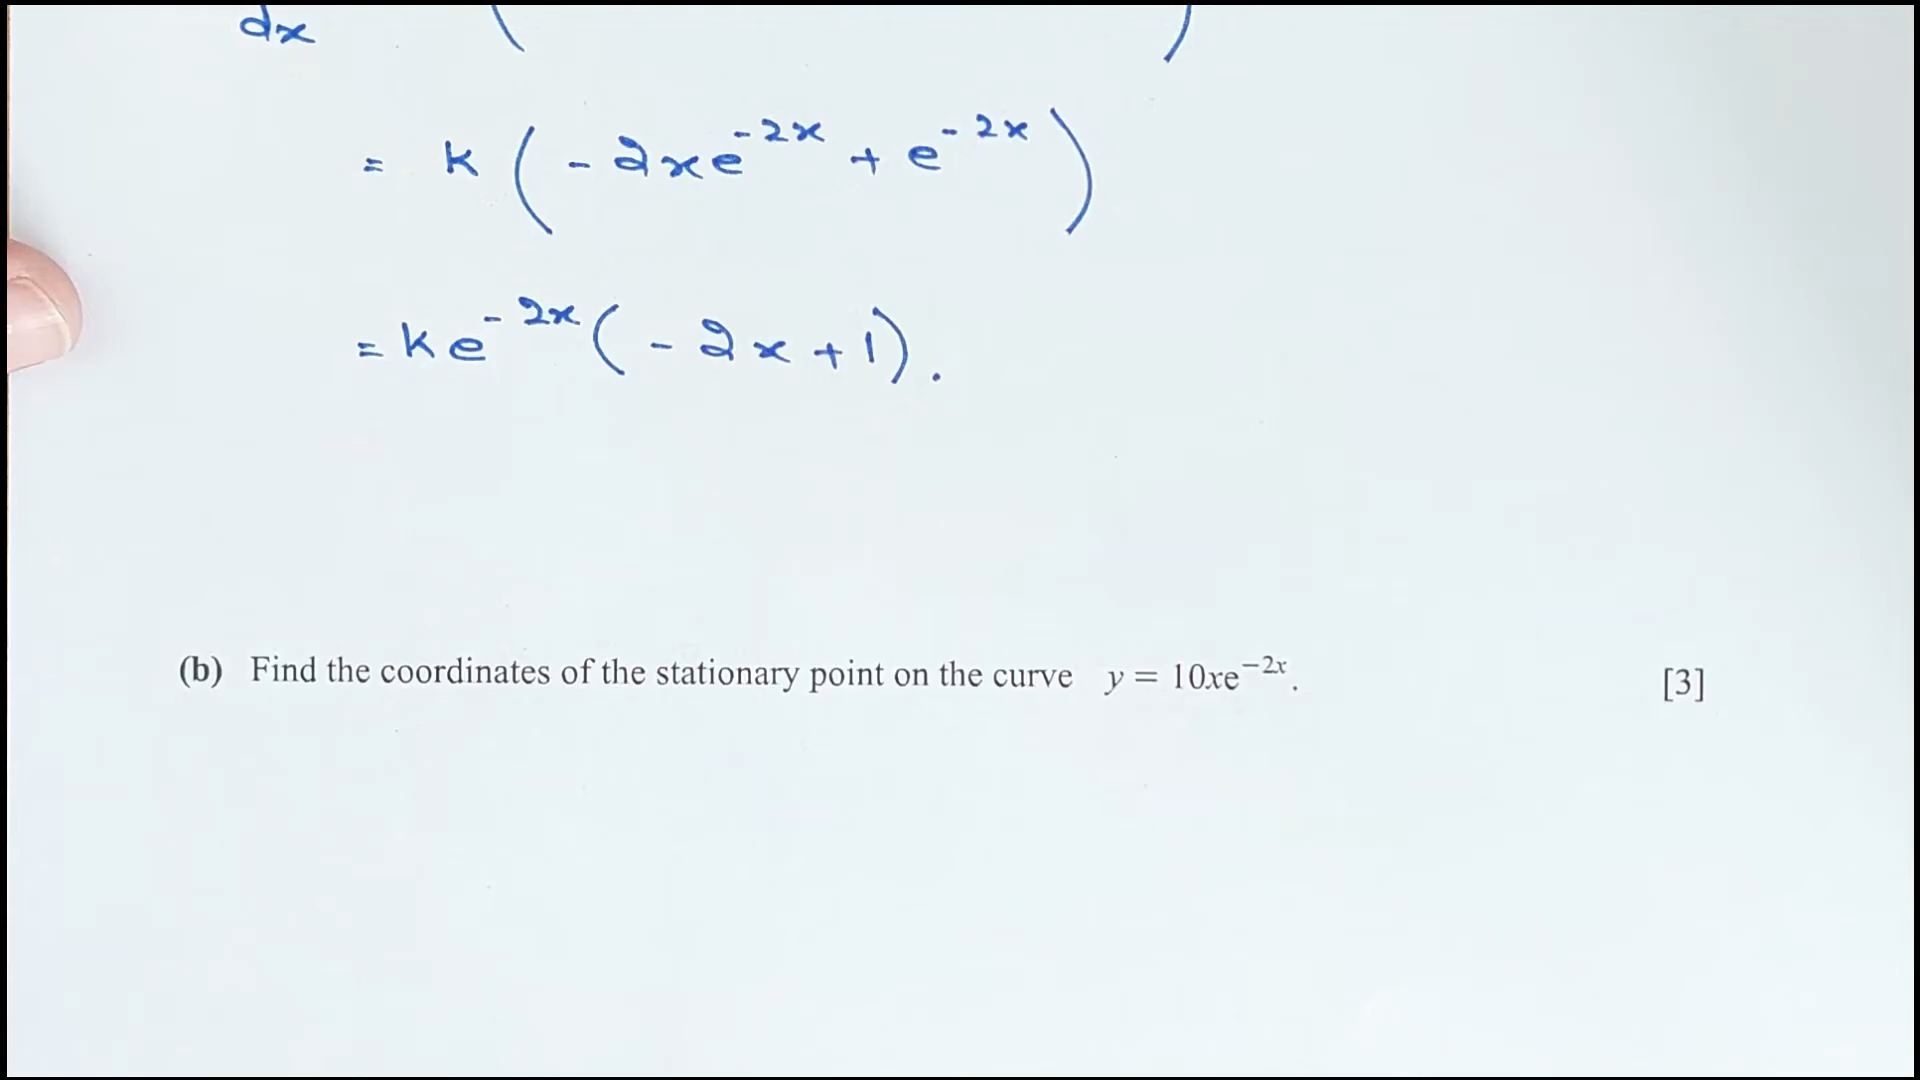 dx ( )
= k ( - 2xe^{-2x} + e^{-2x} )
= ke^{-2x} ( - 2x + 1 ) .
(b) Find the coordinates of the stationary point on the curve y = 10xe^{-2x}. [3]